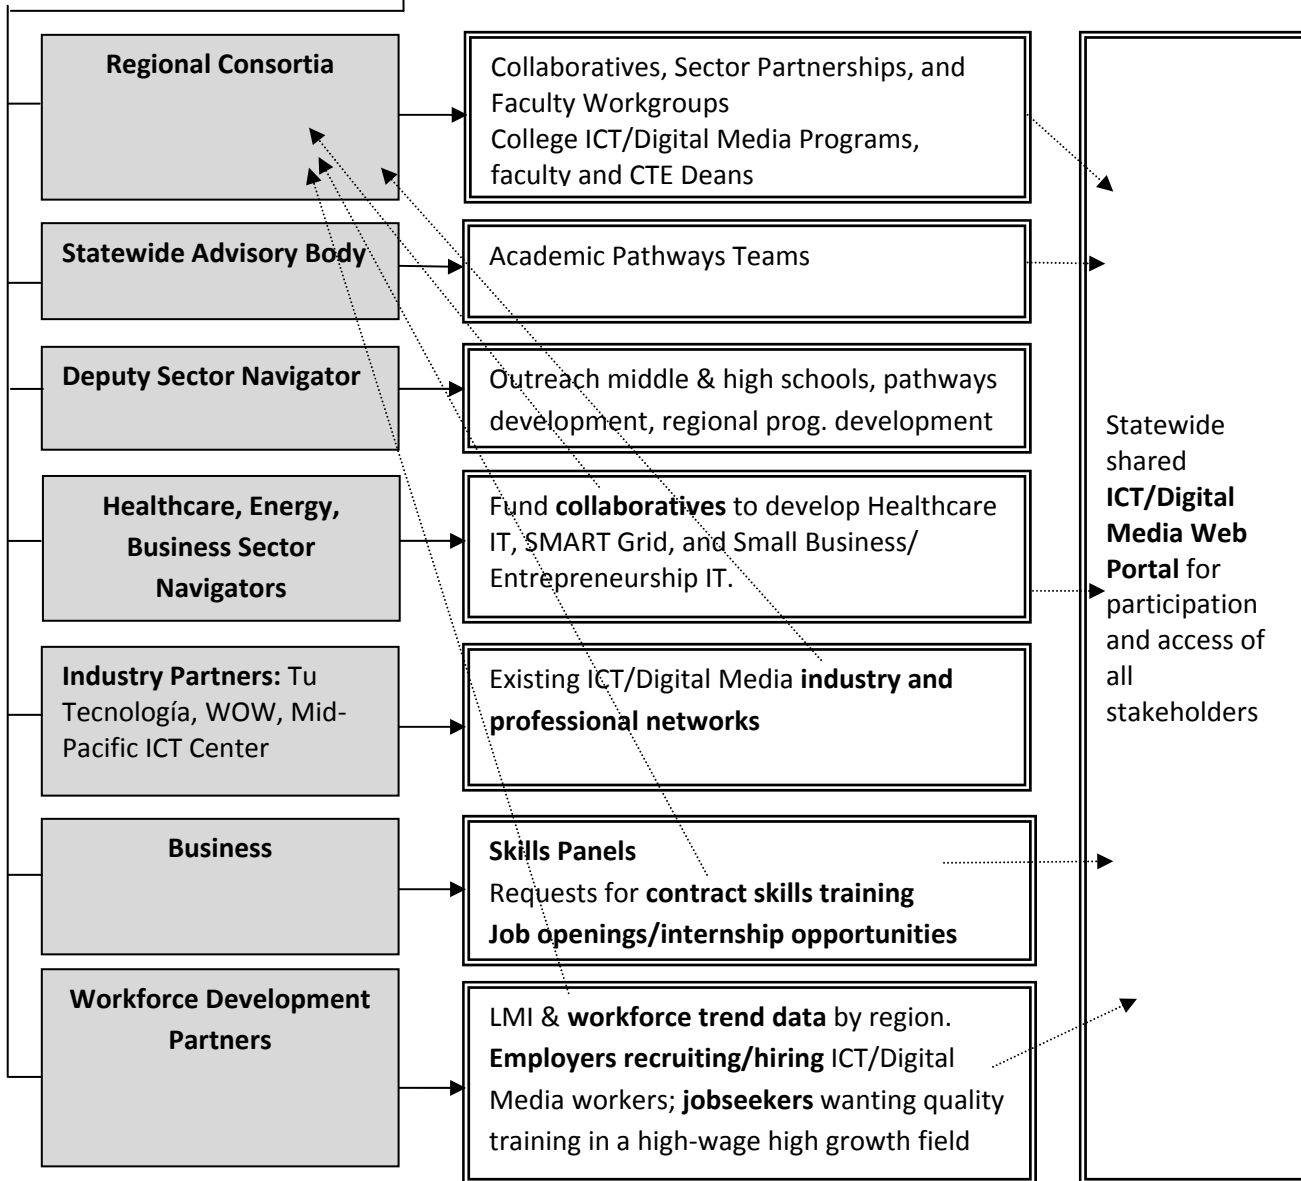 Regional Consortia
Collaboratives, Sector Partnerships, and
Faculty Workgroups
College ICT/Digital Media Programs,
faculty and CTE Deans
Statewide Advisory Body
Academic Pathways Teams
Deputy Sector Navigator
Outreach middle & high schools, pathways
development, regional prog. development
Healthcare, Energy,
Business Sector
Navigators
Fund collaboratives to develop Healthcare
IT, SMART Grid, and Small Business/
Entrepreneurship IT.
Industry Partners: Tu
Tecnología, WOW, Mid-
Pacific ICT Center
Existing ICT/Digital Media industry and
professional networks
Business
Skills Panels
Requests for contract skills training
Job openings/internship opportunities
Workforce Development
Partners
LMI & workforce trend data by region.
Employers recruiting/hiring ICT/Digital
Media workers; jobseekers wanting quality
training in a high-wage high growth field
Statewide
shared
ICT/Digital
Media Web
Portal for
participation
and access of
all
stakeholders